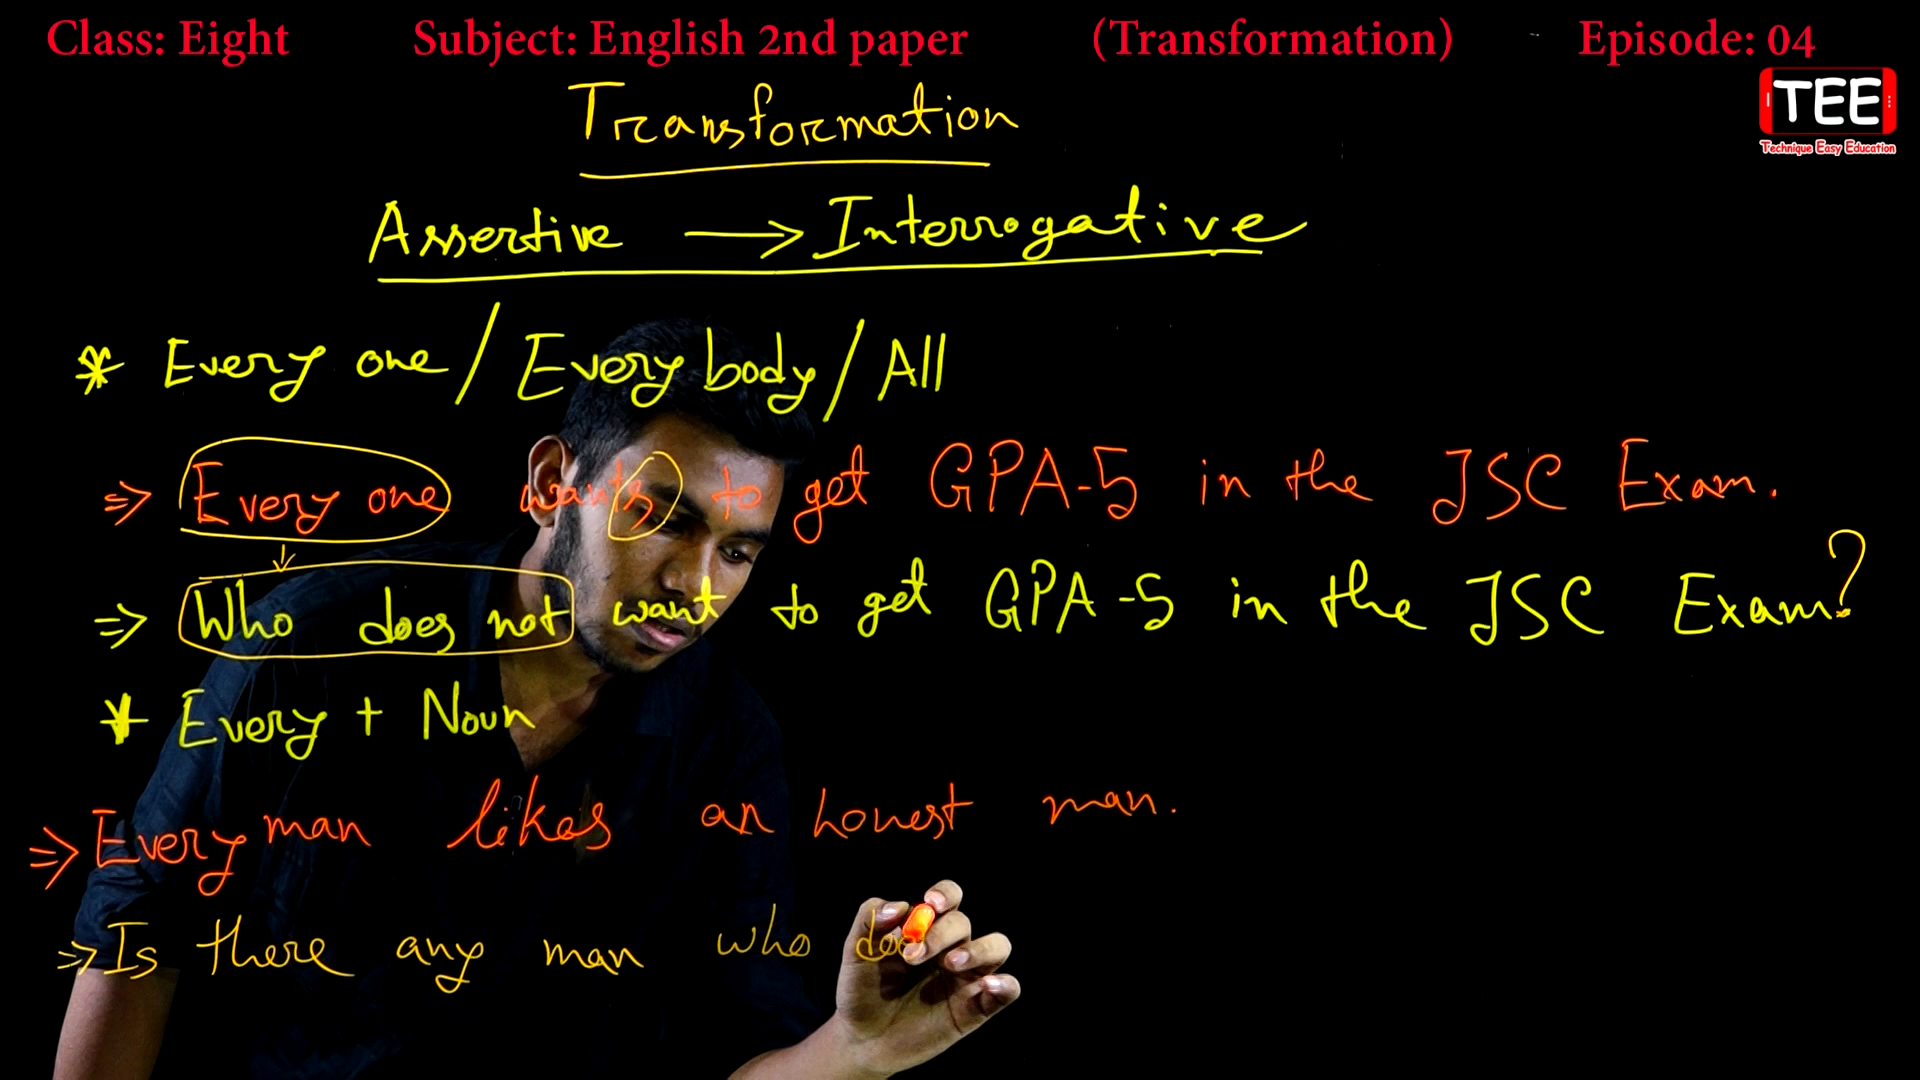 Class: Eight Subject: English 2nd paper (Transformation) Episode: 04
TEE
Technique Easy Education
Transformation
Assertive → Interrogative
* Every one / Every body / All
⇒ Every one wants to get GPA-5 in the JSC Exam.
⇒ Who does not want to get GPA-5 in the JSC Exam?
* Every + Noun
⇒ Every man likes an honest man.
⇒ Is there any man who doe